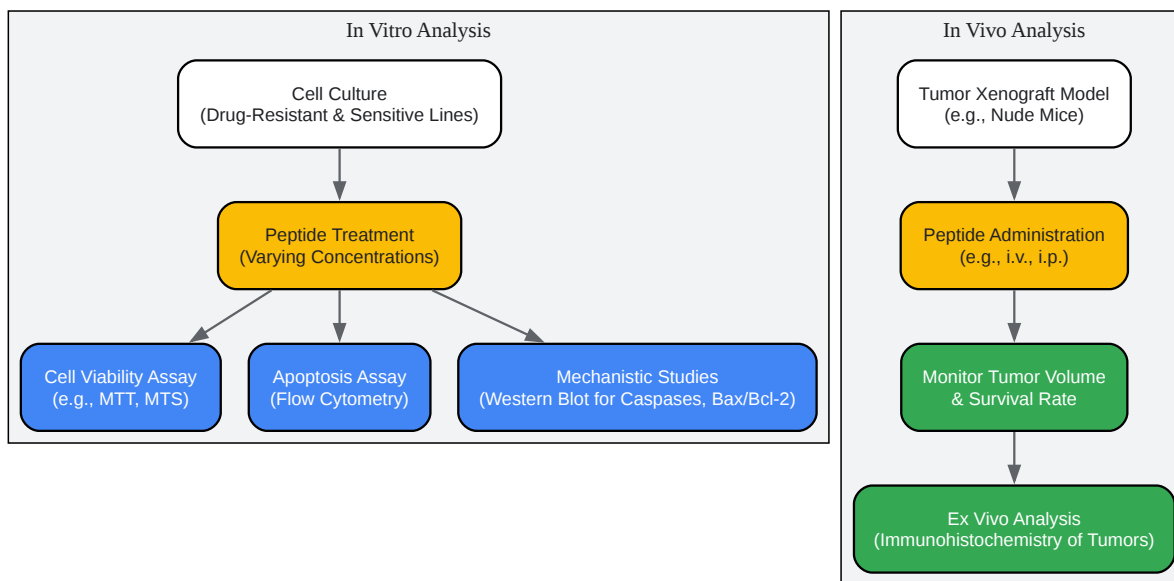 In Vitro Analysis
Cell Culture
(Drug-Resistant & Sensitive Lines)
Peptide Treatment
(Varying Concentrations)
Cell Viability Assay
(e.g., MTT, MTS)
Apoptosis Assay
(Flow Cytometry)
Mechanistic Studies
(Western Blot for Caspases, Bax/Bcl-2)
In Vivo Analysis
Tumor Xenograft Model
(e.g., Nude Mice)
Peptide Administration
(e.g., i.v., i.p.)
Monitor Tumor Volume
& Survival Rate
Ex Vivo Analysis
(Immunohistochemistry of Tumors)